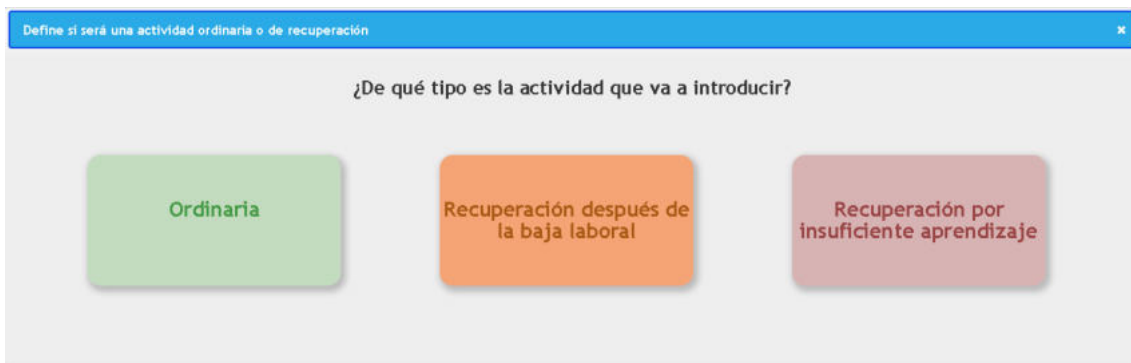 Define si será una actividad ordinaria o de recuperación
¿De qué tipo es la actividad que va a introducir?
Ordinaria
Recuperación después de
la baja laboral
Recuperación por
insuficiente aprendizaje